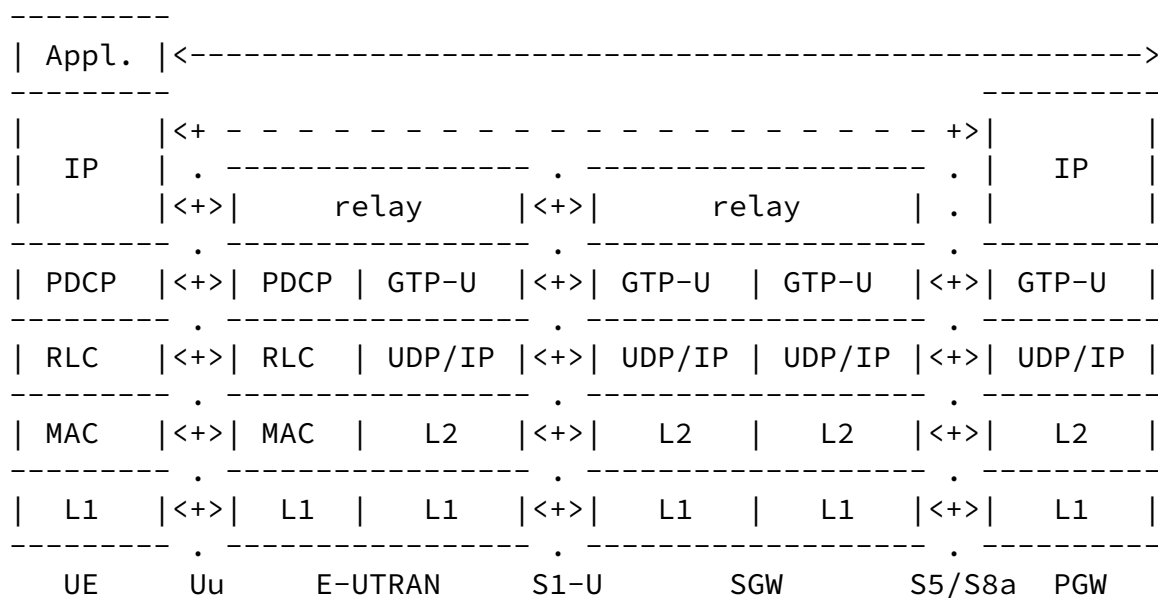 ---------
| Appl. |<----------------------------------------------------->
---------                                              ----------
|        |<+ - - - - - - - - - - - - - - - - - - - - +>|         |
|   IP   | . ----------------- . ------------------- . |   IP    |
|        |<+>|     relay       |<+>|      relay      | . |         |
--------- . ----------------- . ------------------- . ----------
| PDCP   |<+>| PDCP | GTP-U   |<+>| GTP-U  | GTP-U  |<+>| GTP-U  |
--------- . ----------------- . ------------------- . ----------
| RLC    |<+>| RLC  | UDP/IP |<+>| UDP/IP | UDP/IP |<+>| UDP/IP |
--------- . ----------------- . ------------------- . ----------
| MAC    |<+>| MAC  |   L2    |<+>|   L2   |   L2   |<+>|   L2   |
--------- . ----------------- . ------------------- . ----------
|  L1    |<+>|  L1  |   L1    |<+>|   L1   |   L1   |<+>|   L1   |
--------- . ----------------- . ------------------- . ----------
UE     Uu     E-UTRAN     S1-U       SGW       S5/S8a  PGW